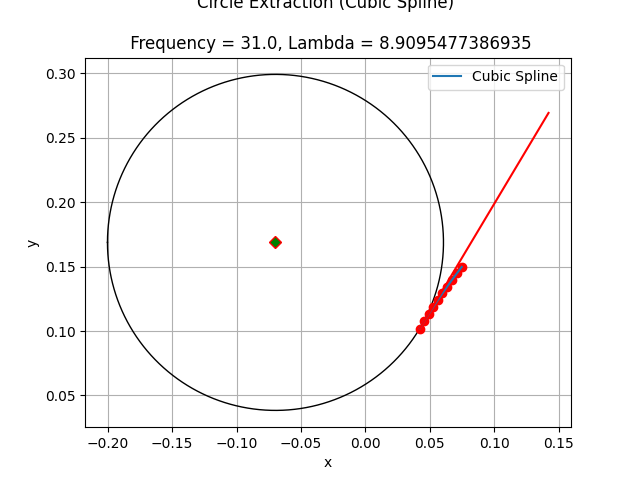 Circle Extraction (Cubic Spline)
Frequency = 31.0, Lambda = 8.9095477386935
Cubic Spline
0.30
0.25
0.20
0.15
0.10
0.05
y
−0.20 −0.15 −0.10 −0.05 0.00 0.05 0.10 0.15
x